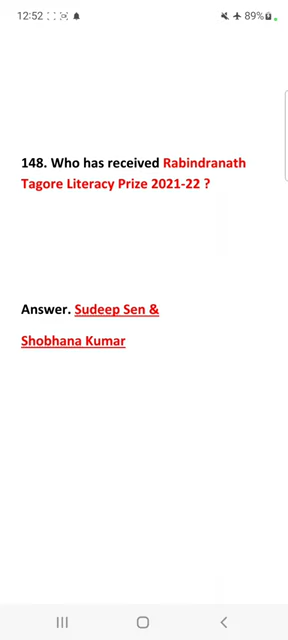 12:52
89%
148. Who has received Rabindranath
Tagore Literacy Prize 2021-22 ?
Answer. Sudeep Sen &
Shobhana Kumar